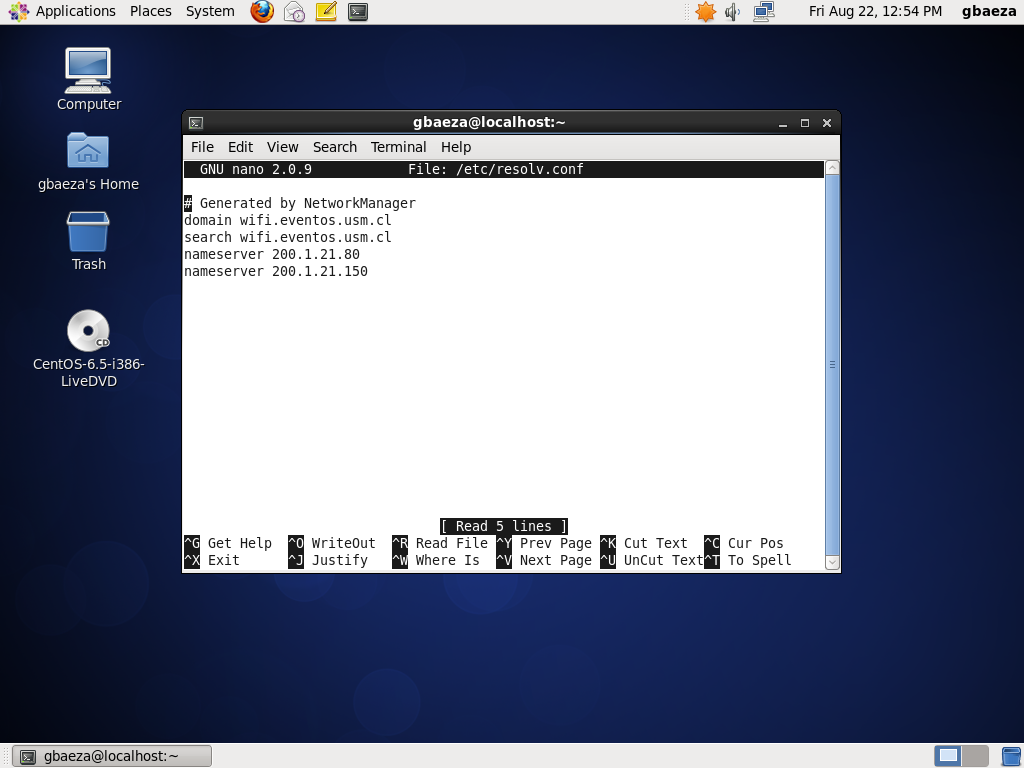 Applications Places System Fri Aug 22, 12:54 PM gbaeza
Computer
gbaeza's Home
Trash
CD
CentOS-6.5-i386-
LiveDVD
gbaeza@localhost:~
File Edit View Search Terminal Help
GNU nano 2.0.9 File: /etc/resolv.conf
# Generated by NetworkManager
domain wifi.eventos.usm.cl
search wifi.eventos.usm.cl
nameserver 200.1.21.80
nameserver 200.1.21.150
[ Read 5 lines ]
^G Get Help ^O WriteOut ^R Read File ^Y Prev Page ^K Cut Text ^C Cur Pos
^X Exit ^J Justify ^W Where Is ^V Next Page ^U UnCut Text^T To Spell
gbaeza@localhost:~